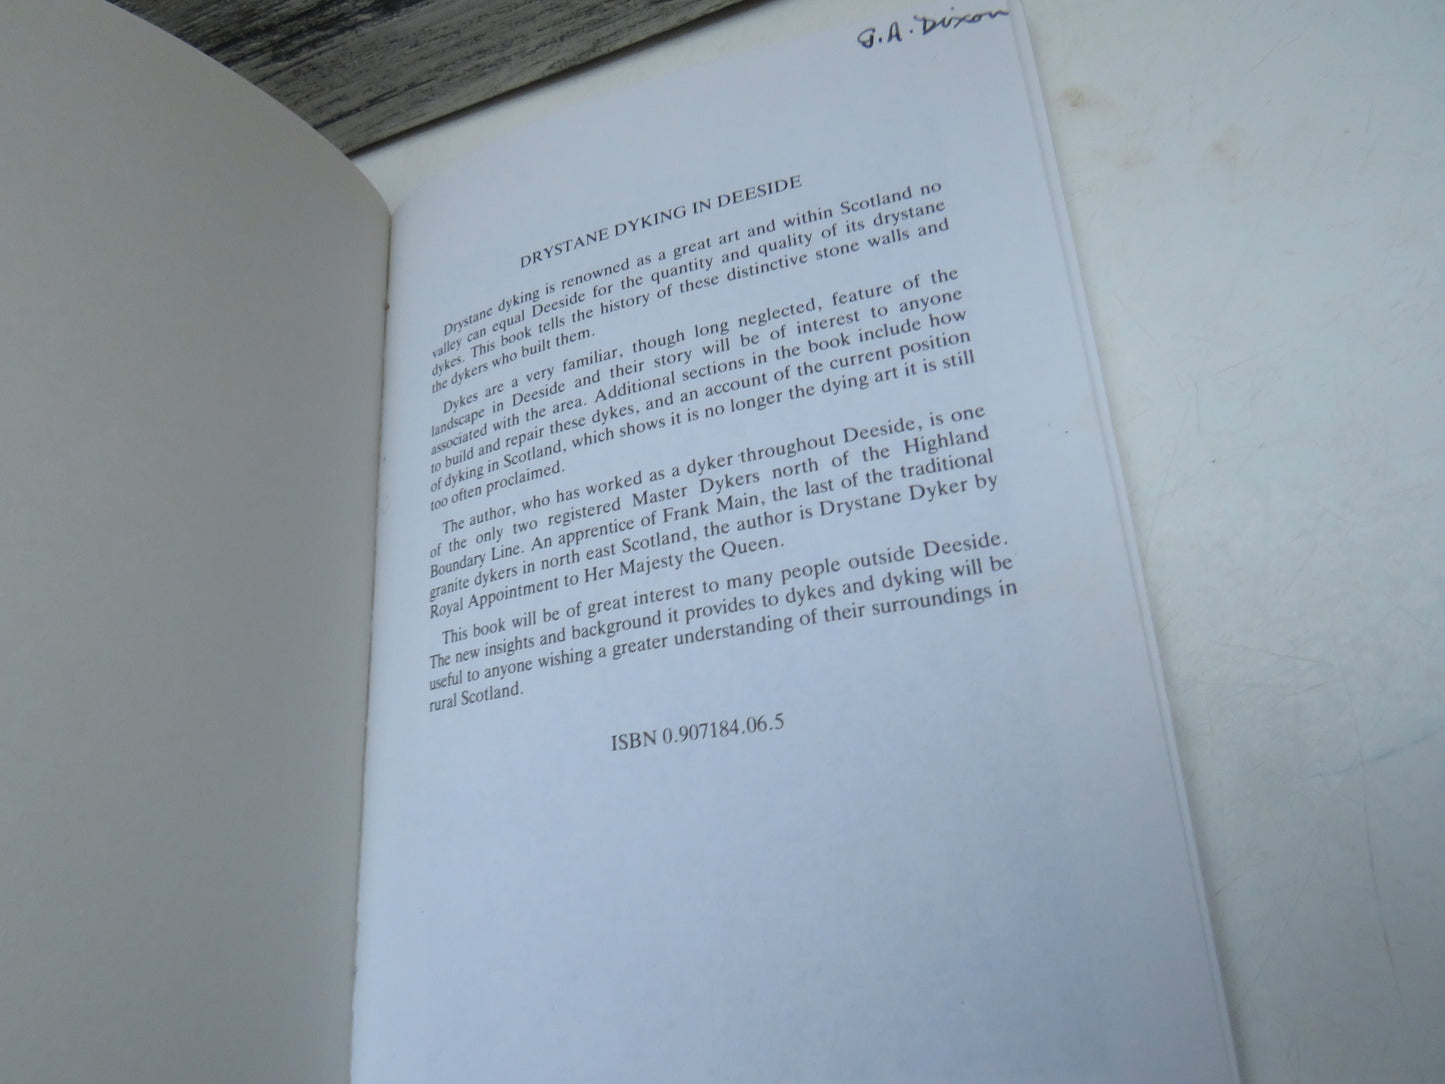 G.A. Dixon
DRYSTANE DYKING IN DEESIDE
Drystane dyking is renowned as a great art and within Scotland no
valley can equal Deeside for the quantity and quality of its drystane
dykes. This book tells the history of these distinctive stone walls and
the dykers who built them.
Dykes are a very familiar, though long neglected, feature of the
landscape in Deeside and their story will be of interest to anyone
associated with the area. Additional sections in the book include how
to build and repair these dykes, and an account of the current position
of dyking in Scotland, which shows it is no longer the dying art it is still
too often proclaimed.
The author, who has worked as a dyker throughout Deeside, is one
of the only two registered Master Dykers north of the Highland
Boundary Line. An apprentice of Frank Main, the last of the traditional
granite dykers in north east Scotland, the author is Drystane Dyker by
Royal Appointment to Her Majesty the Queen.
This book will be of great interest to many people outside Deeside.
The new insights and background it provides to dykes and dyking will be
useful to anyone wishing a greater understanding of their surroundings in
rural Scotland.
ISBN 0.907184.06.5